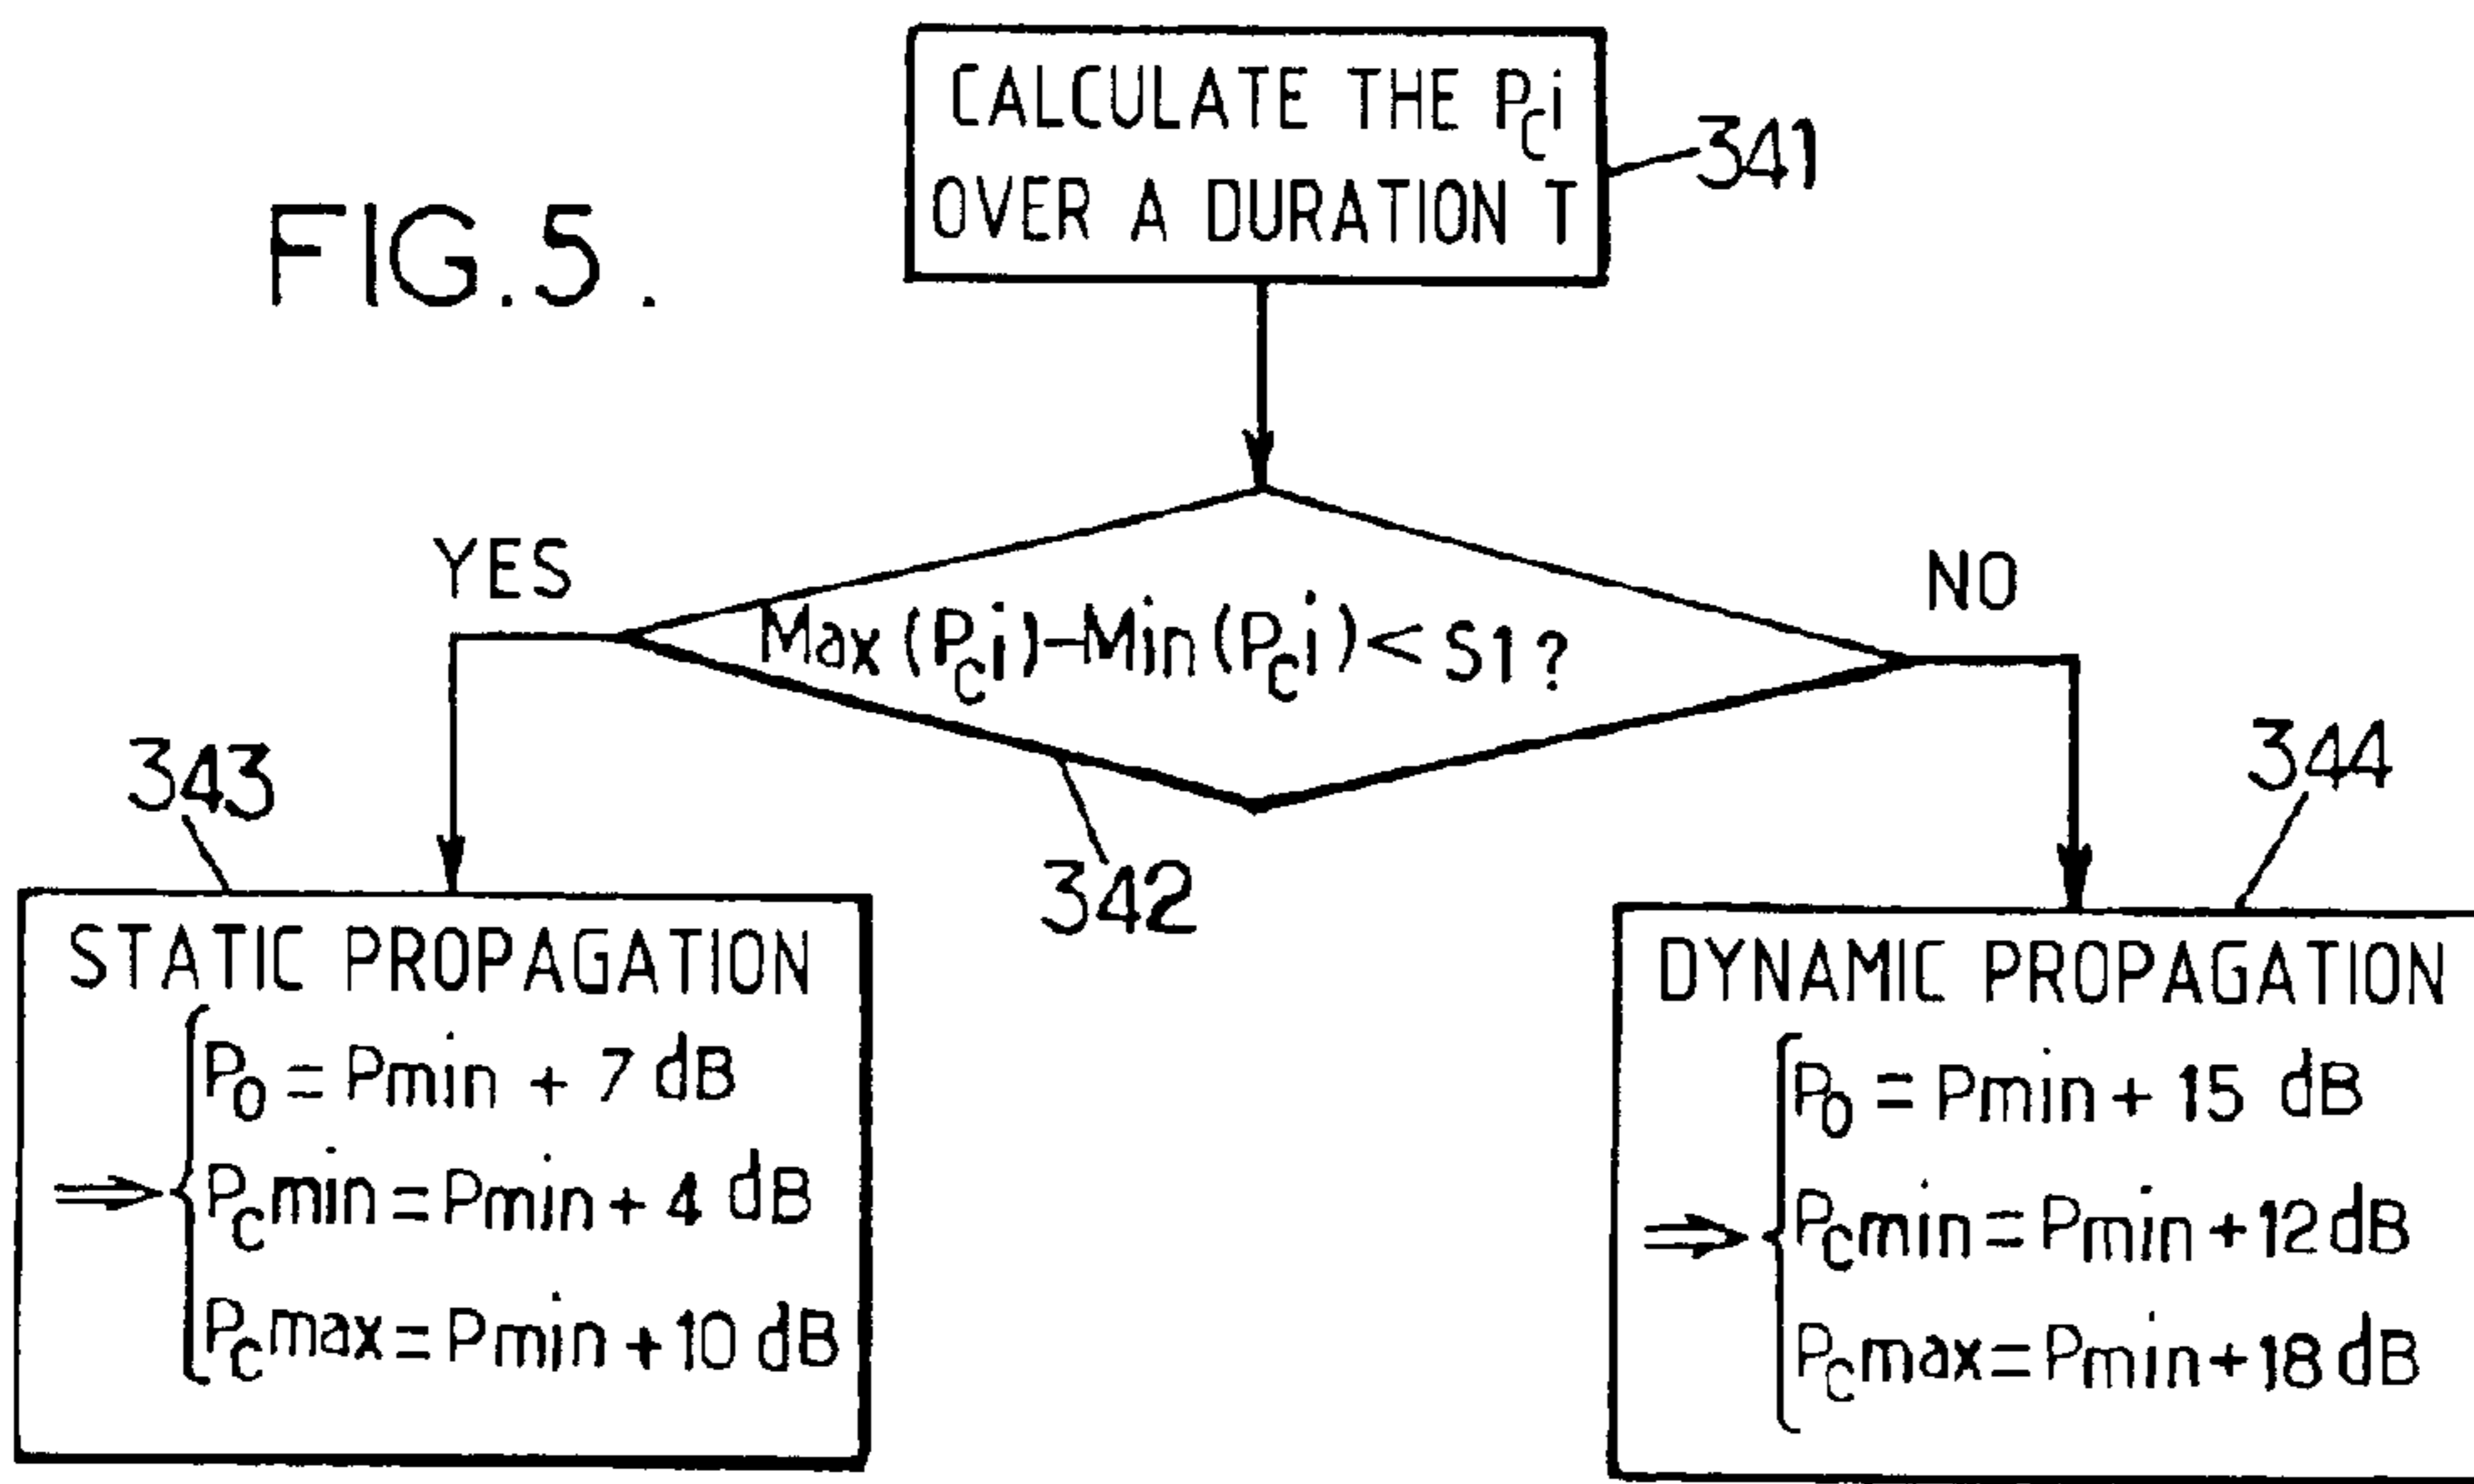 FIG.5.
CALCULATE THE Pci
OVER A DURATION T
341
YES
NO
Max(Pci)-Min(Pci)< S1?
343
342
344
STATIC PROPAGATION
P0 = Pmin + 7 dB
⇒ Pcmin = Pmin + 4 dB
Pcmax = Pmin + 10 dB
DYNAMIC PROPAGATION
P0 = Pmin + 15 dB
⇒ Pcmin = Pmin + 12 dB
Pcmax = Pmin + 18 dB